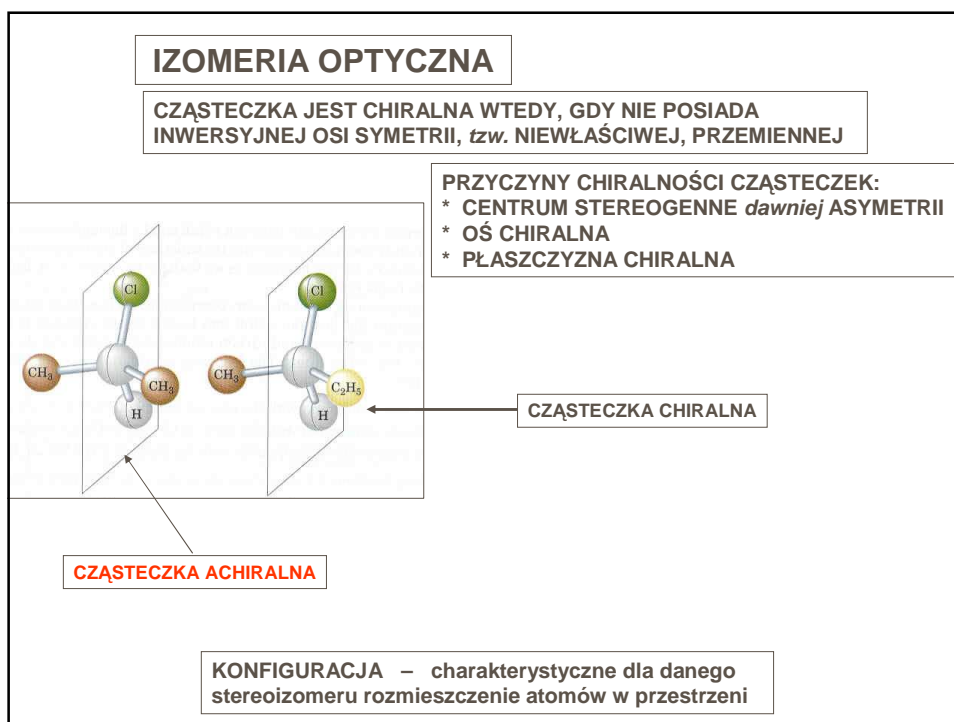 IZOMERIA OPTYCZNA
CZĄSTECZKA JEST CHIRALNA WTEDY, GDY NIE POSIADA
INWERSYJNEJ OSI SYMETRII, tzw. NIEWŁAŚCIWEJ, PRZEMIENNEJ
PRZYCZYNY CHIRALNOŚCI CZĄSTECZEK:
* CENTRUM STEREOGENNE dawniej ASYMETRII
* OŚ CHIRALNA
* PŁASZCZYZNA CHIRALNA
Cl
CH₃
CH₃
H
Cl
CH₃
C₂H₅
H
CZĄSTECZKA CHIRALNA
CZĄSTECZKA ACHIRALNA
KONFIGURACJA – charakterystyczne dla danego
stereoizomeru rozmieszczenie atomów w przestrzeni